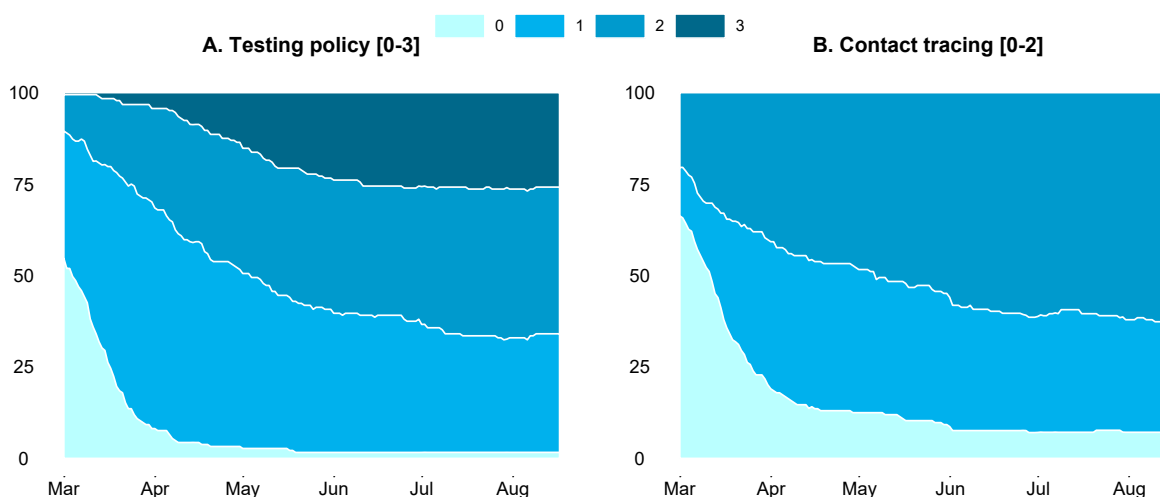 0 1 2 3
A. Testing policy [0-3]
B. Contact tracing [0-2]
100
75
50
25
0
Mar Apr May Jun Jul Aug
100
75
50
25
0
Mar Apr May Jun Jul Aug